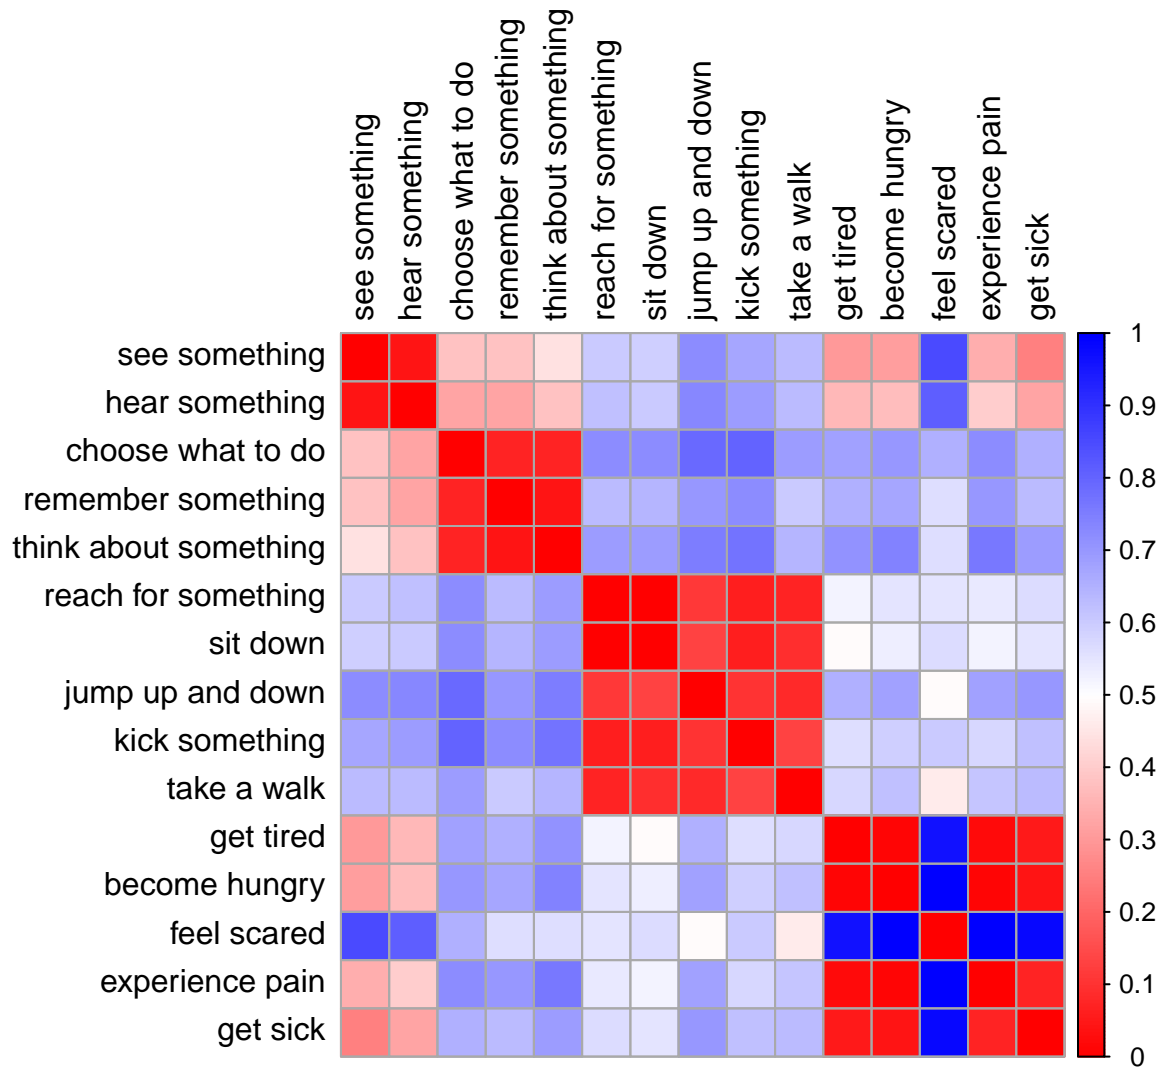 see something
hear something
choose what to do
remember something
think about something
reach for something
sit down
jump up and down
kick something
take a walk
get tired
become hungry
feel scared
experience pain
get sick
see something
hear something
choose what to do
remember something
think about something
reach for something
sit down
jump up and down
kick something
take a walk
get tired
become hungry
feel scared
experience pain
get sick
1
0.9
0.8
0.7
0.6
0.5
0.4
0.3
0.2
0.1
0